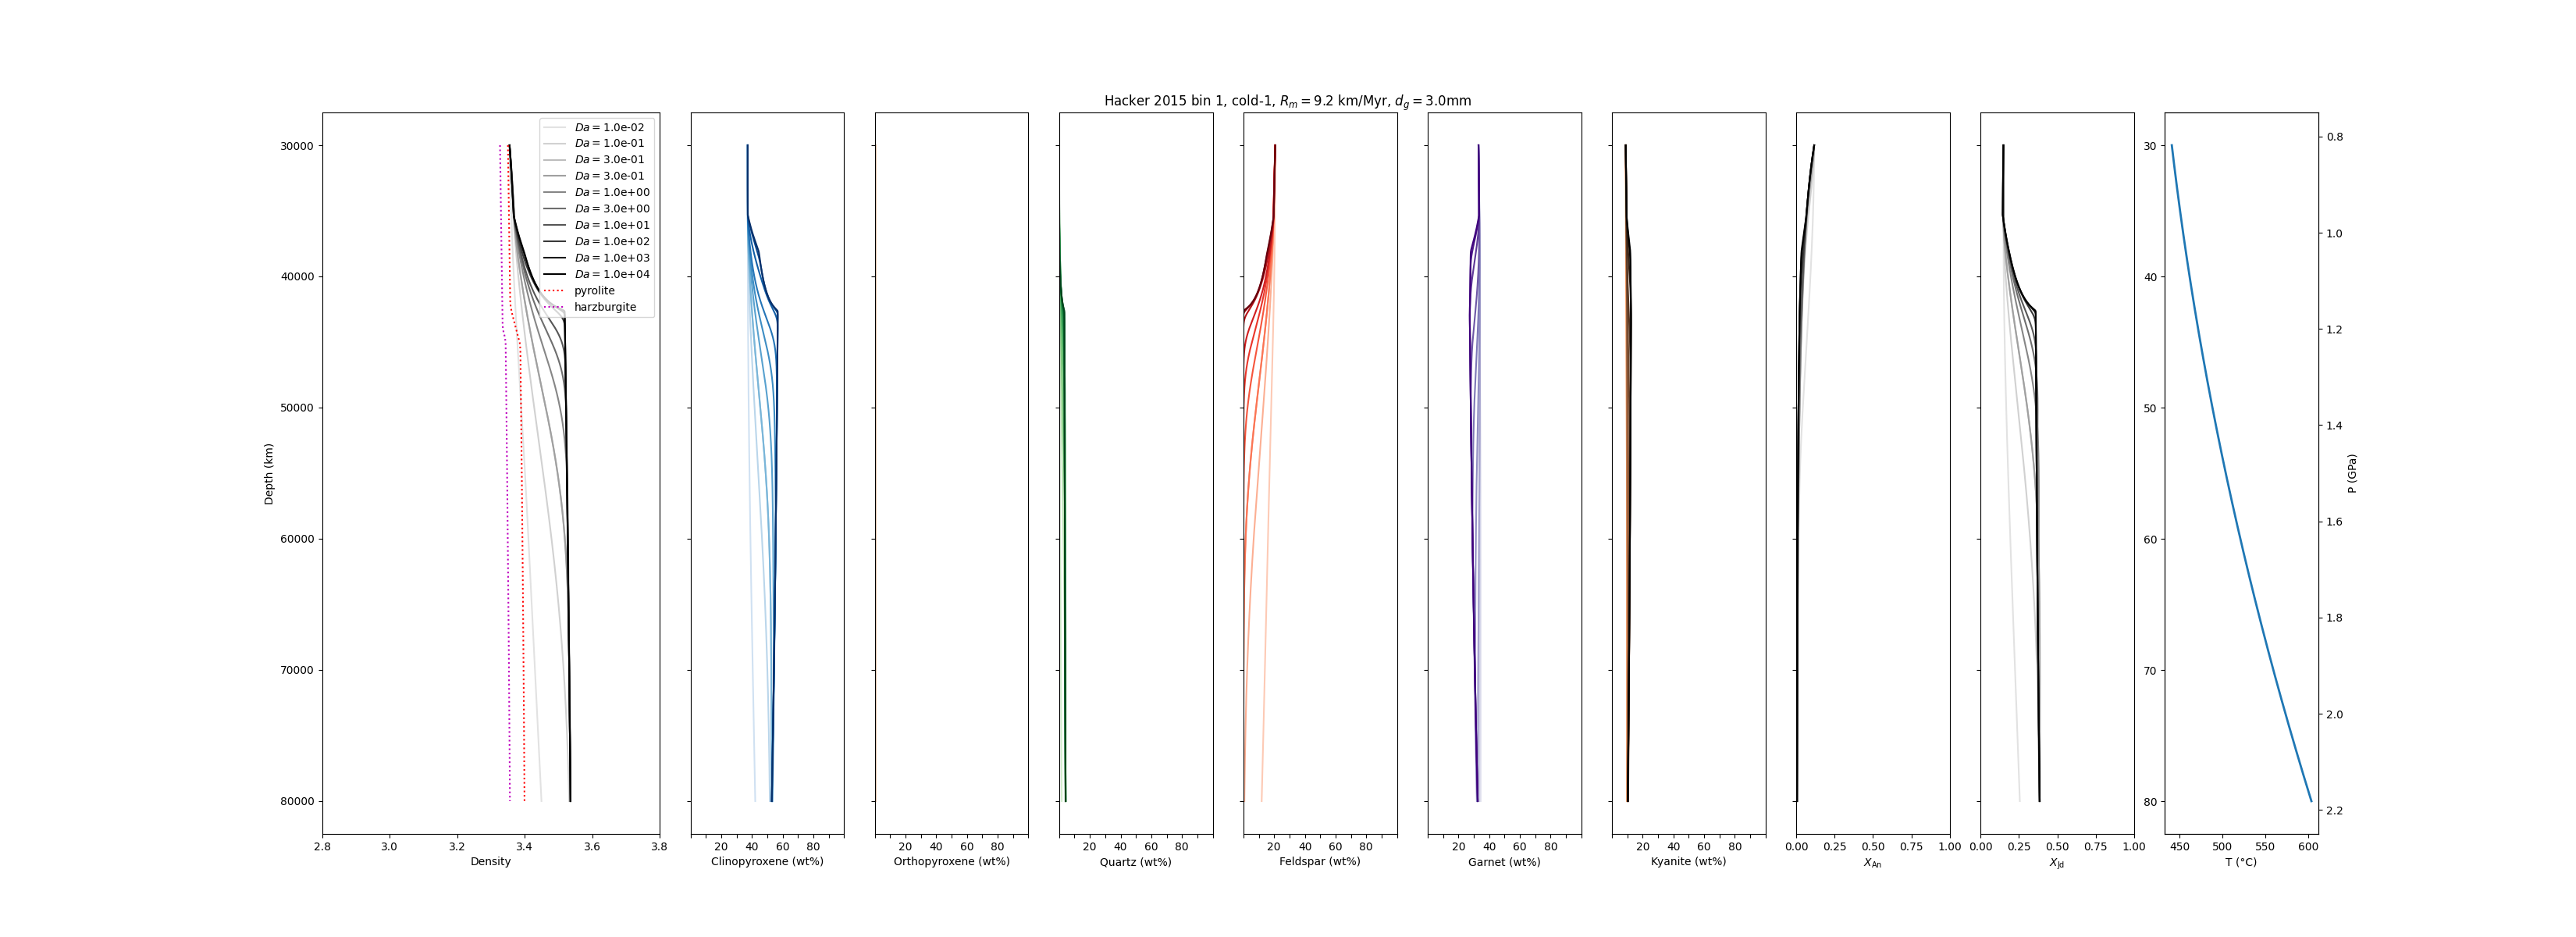 Hacker 2015 bin 1, cold-1, R_m = 9.2 km/Myr, d_g = 3.0mm
Da = 1.0e-02
Da = 1.0e-01
Da = 3.0e-01
Da = 3.0e-01
Da = 1.0e+00
Da = 3.0e+00
Da = 1.0e+01
Da = 1.0e+02
Da = 1.0e+03
Da = 1.0e+04
pyrolite
harzburgite
30000
40000
50000
60000
70000
80000
Depth (km)
2.8 3.0 3.2 3.4 3.6 3.8
Density
20 40 60 80
Clinopyroxene (wt%)
20 40 60 80
Orthopyroxene (wt%)
20 40 60 80
Quartz (wt%)
20 40 60 80
Feldspar (wt%)
20 40 60 80
Garnet (wt%)
20 40 60 80
Kyanite (wt%)
0.00 0.25 0.50 0.75 1.00
X_An
0.00 0.25 0.50 0.75 1.00
X_Jd
30
40
50
60
70
80
450 500 550 600
T (°C)
0.8
1.0
1.2
1.4
1.6
1.8
2.0
2.2
P (GPa)